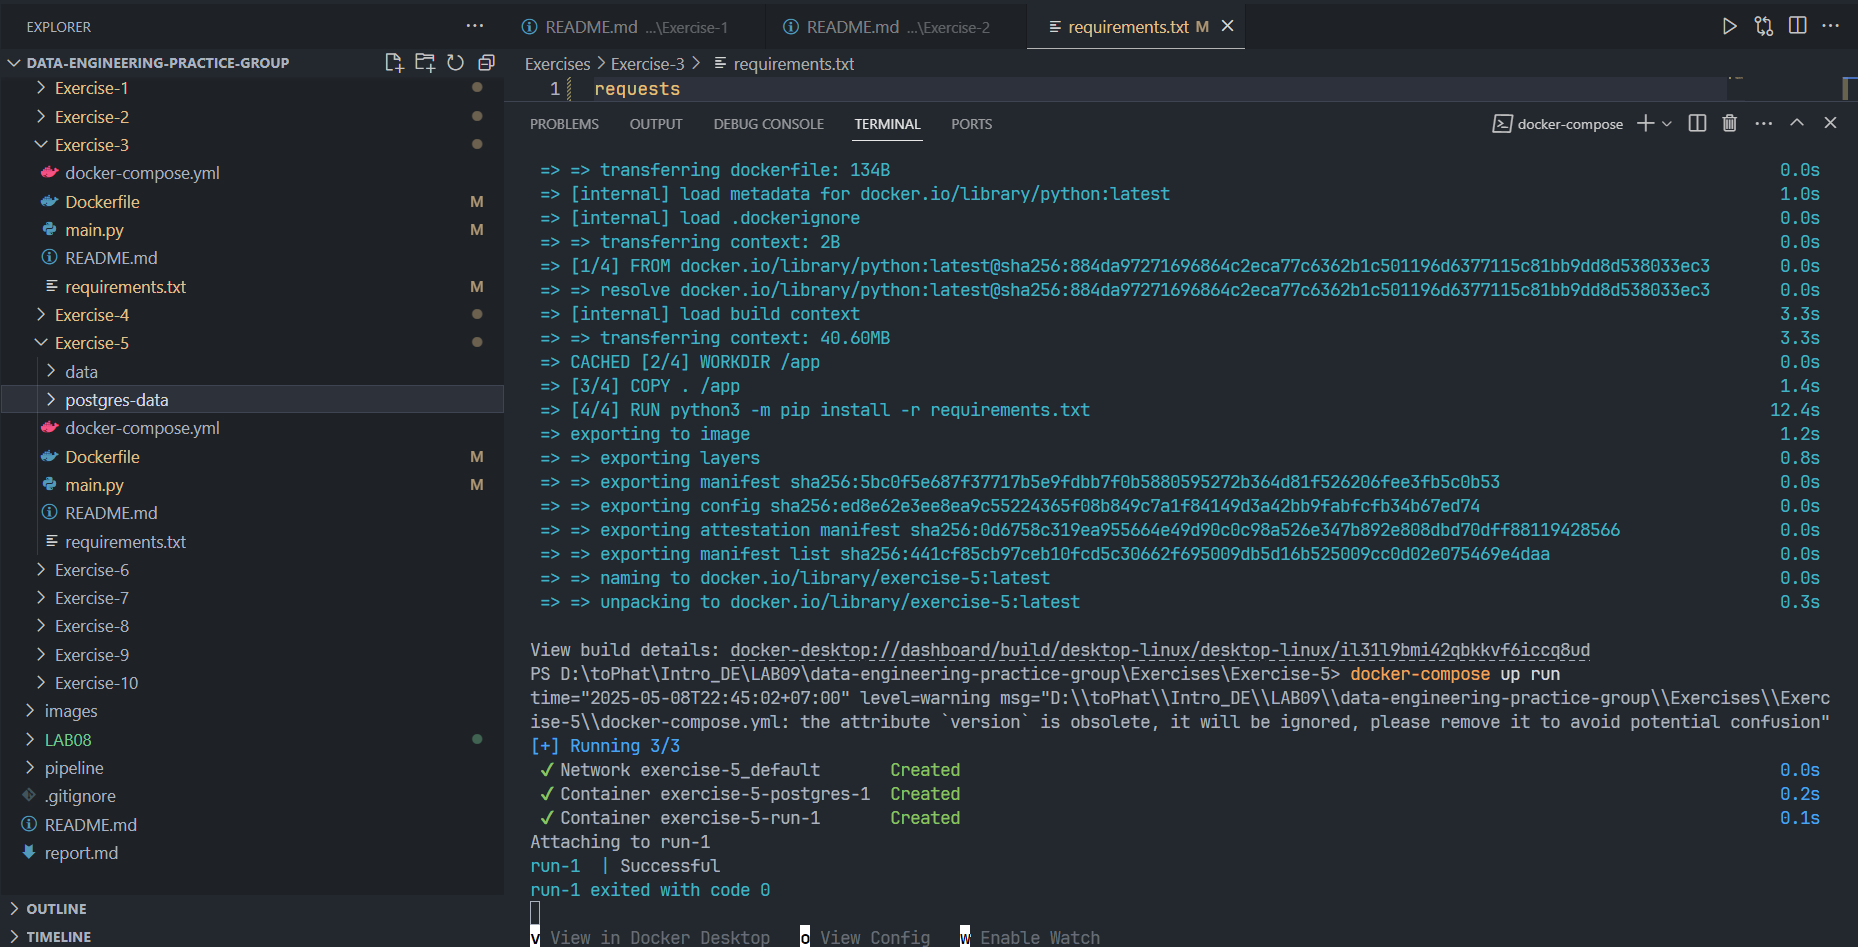 EXPLORER
DATA-ENGINEERING-PRACTICE-GROUP
Exercise-1
Exercise-2
Exercise-3
docker-compose.yml
Dockerfile M
main.py M
README.md
requirements.txt M
Exercise-4
Exercise-5
data
postgres-data
docker-compose.yml
Dockerfile M
main.py M
README.md
requirements.txt
Exercise-6
Exercise-7
Exercise-8
Exercise-9
Exercise-10
images
LAB08
pipeline
.gitignore
README.md
report.md
OUTLINE
TIMELINE
README.md ...\Exercise-1
README.md ...\Exercise-2
requirements.txt M
Exercises > Exercise-3 > requirements.txt
1 requests
PROBLEMS OUTPUT DEBUG CONSOLE TERMINAL PORTS
docker-compose
=> => transferring dockerfile: 134B 0.0s
=> [internal] load metadata for docker.io/library/python:latest 1.0s
=> [internal] load .dockerignore 0.0s
=> => transferring context: 2B 0.0s
=> [1/4] FROM docker.io/library/python:latest@sha256:884da97271696864c2eca77c6362b1c501196d6377115c81bb9dd8d538033ec3 0.0s
=> => resolve docker.io/library/python:latest@sha256:884da97271696864c2eca77c6362b1c501196d6377115c81bb9dd8d538033ec3 0.0s
=> [internal] load build context 3.3s
=> => transferring context: 40.60MB 3.3s
=> CACHED [2/4] WORKDIR /app 0.0s
=> [3/4] COPY . /app 1.4s
=> [4/4] RUN python3 -m pip install -r requirements.txt 12.4s
=> exporting to image 1.2s
=> => exporting layers 0.8s
=> => exporting manifest sha256:5bc0f5e687f37717b5e9fdbb7f0b5880595272b364d81f526206fee3fb5c0b53 0.0s
=> => exporting config sha256:ed8e62e3ee8ea9c55224365f08b849c7a1f84149d3a42bb9fabfcfb34b67ed74 0.0s
=> => exporting attestation manifest sha256:0d6758c319ea955664e49d90c0c98a526e347b892e808dbd70dff88119428566 0.0s
=> => exporting manifest list sha256:441cf85cb97ceb10fcd5c30662f695009db5d16b525009cc0d02e075469e4daa 0.0s
=> => naming to docker.io/library/exercise-5:latest 0.0s
=> => unpacking to docker.io/library/exercise-5:latest 0.3s
View build details: docker-desktop://dashboard/build/desktop-linux/desktop-linux/il31l9bmi42qbkkvf6iccq8ud
PS D:\toPhat\Intro_DE\LAB09\data-engineering-practice-group\Exercises\Exercise-5> docker-compose up run
time="2025-05-08T22:45:02+07:00" level=warning msg="D:\\toPhat\\Intro_DE\\LAB09\\data-engineering-practice-group\\Exercises\\Exerc
ise-5\\docker-compose.yml: the attribute `version` is obsolete, it will be ignored, please remove it to avoid potential confusion"
[+] Running 3/3
✔ Network exercise-5_default Created 0.0s
✔ Container exercise-5-postgres-1 Created 0.2s
✔ Container exercise-5-run-1 Created 0.1s
Attaching to run-1
run-1 | Successful
run-1 exited with code 0
v View in Docker Desktop o View Config w Enable Watch